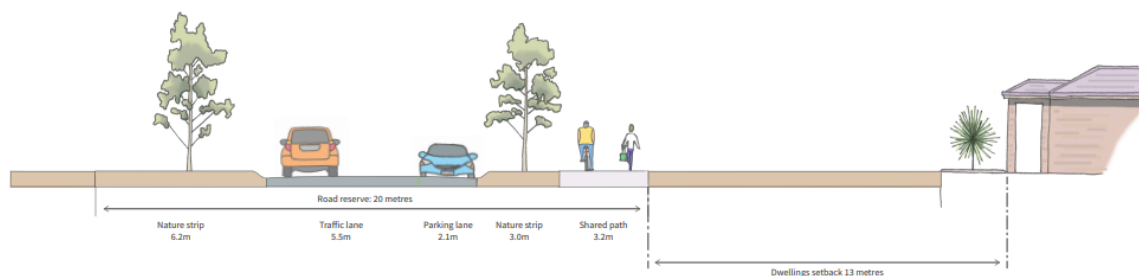 Road reserve: 20 metres
Nature strip
6.2m
Traffic lane
5.5m
Parking lane
2.1m
Nature strip
3.0m
Shared path
3.2m
Dwellings setback 13 metres